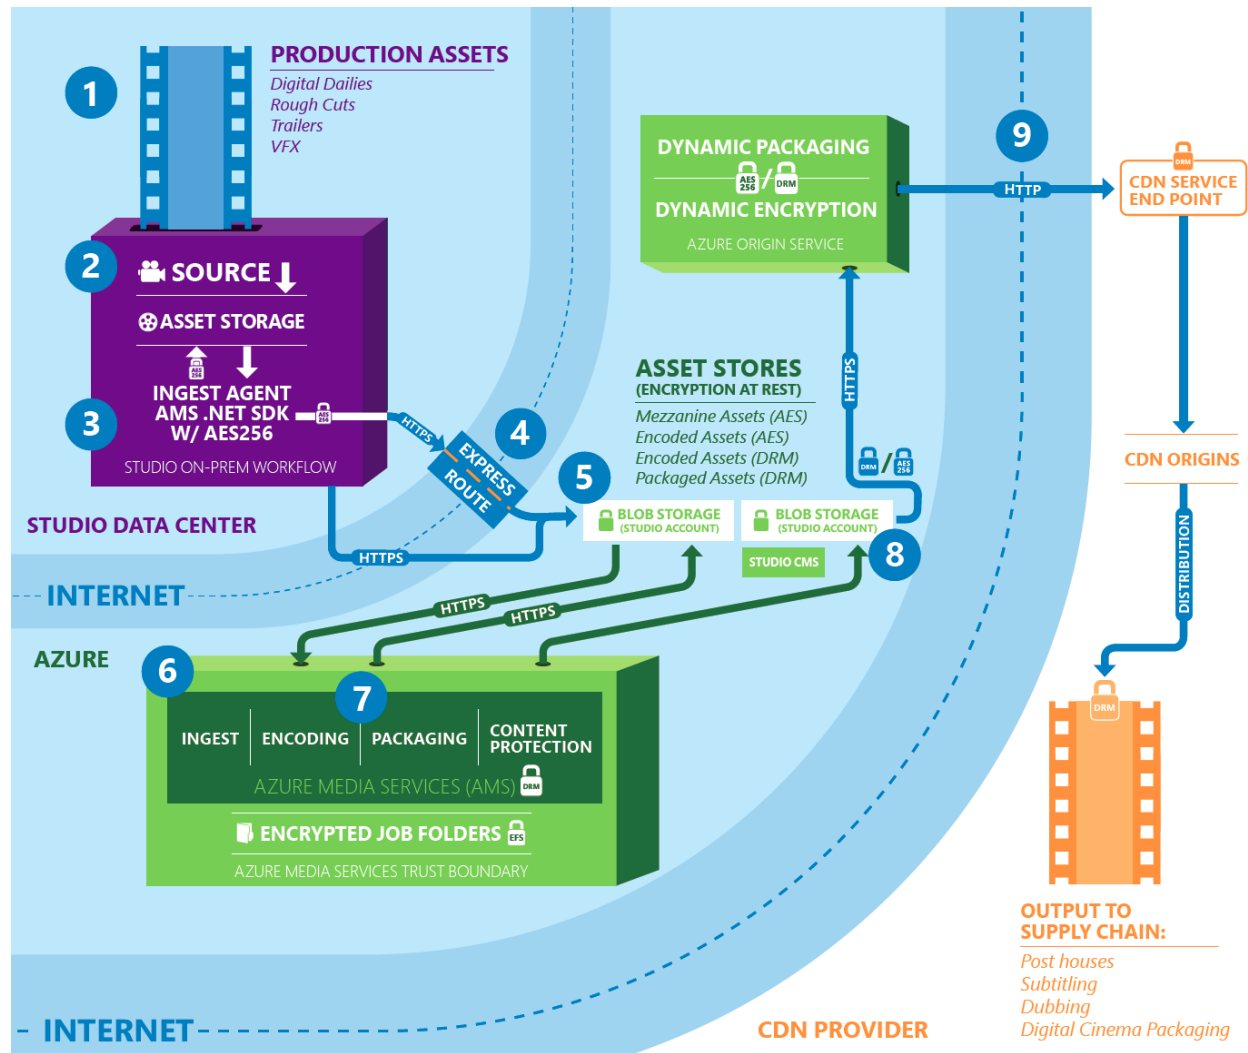 1
PRODUCTION ASSETS
Digital Dailies
Rough Cuts
Trailers
VFX
2
SOURCE
ASSET STORAGE
AES
256
3
INGEST AGENT
AMS .NET SDK
W/ AES256
AES
256
STUDIO ON-PREM WORKFLOW
STUDIO DATA CENTER
HTTPS
HTTPS
4
EXPRESS
ROUTE
INTERNET
5
ASSET STORES
(ENCRYPTION AT REST)
Mezzanine Assets (AES)
Encoded Assets (AES)
Encoded Assets (DRM)
Packaged Assets (DRM)
BLOB STORAGE
(STUDIO ACCOUNT)
BLOB STORAGE
(STUDIO ACCOUNT)
STUDIO CMS
8
DRM
/
AES
256
HTTPS
HTTPS
HTTPS
AZURE
6
7
INGEST
ENCODING
PACKAGING
CONTENT
PROTECTION
AZURE MEDIA SERVICES (AMS)
DRM
ENCRYPTED JOB FOLDERS
EFS
AZURE MEDIA SERVICES TRUST BOUNDARY
DYNAMIC PACKAGING
AES
256
/
DRM
DYNAMIC ENCRYPTION
AZURE ORIGIN SERVICE
9
HTTP
DRM
CDN SERVICE
END POINT
CDN ORIGINS
DISTRIBUTION
DRM
OUTPUT TO
SUPPLY CHAIN:
Post houses
Subtitling
Dubbing
Digital Cinema Packaging
INTERNET
CDN PROVIDER